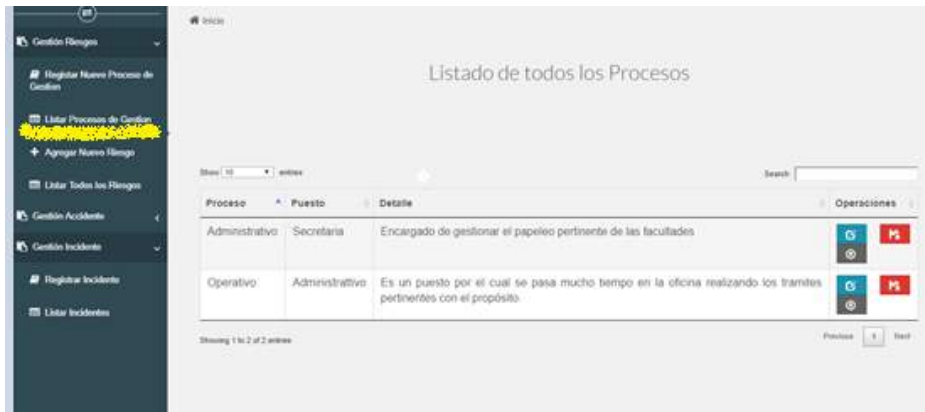 Inicio
Gestión Riesgos
Registar Nuevo Proceso de
Gestion
Listar Procesos de Gestion
Agregar Nuevo Riesgo
Listar Todos los Riesgos
Gestión Accidente
Gestión Incidente
Registrar Incidente
Listar Incidentes
Listado de todos los Procesos
Show 10 entries
Search:
Proceso Puesto Detalle Operaciones
Administrativo Secretaria Encargado de gestionar el papeleo pertinente de las facultades
Operativo Administrattivo Es un puesto por el cual se pasa mucho tiempo en la oficina realizando los tramites
pertinentes con el propósito.
Showing 1 to 2 of 2 entries
Previous 1 Next